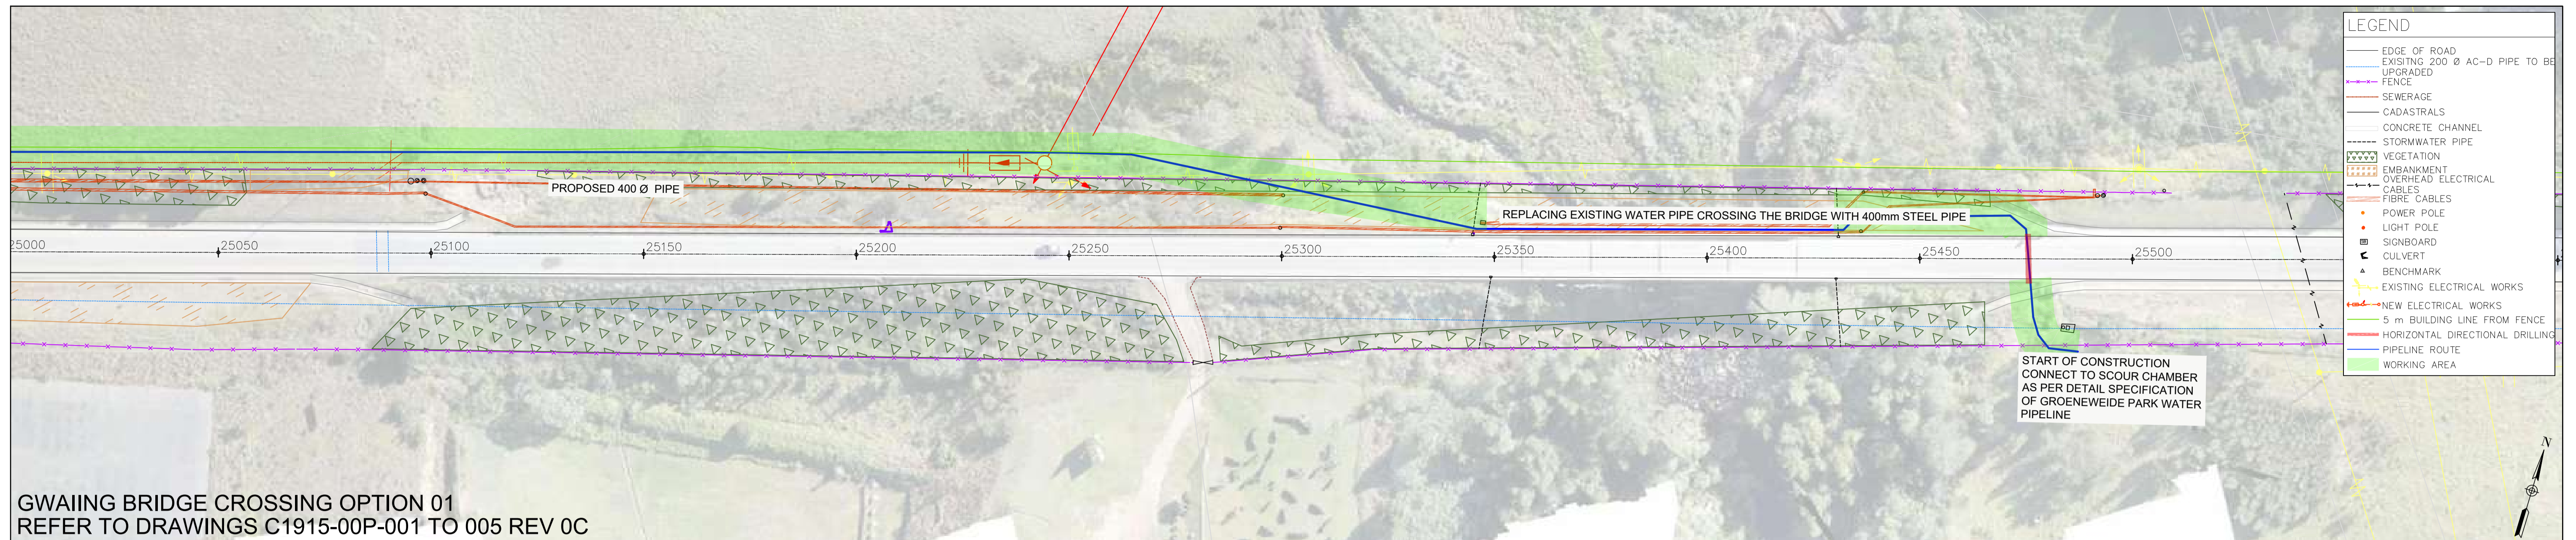 LEGEND
EDGE OF ROAD
EXISITNG 200 Ø AC-D PIPE TO BE
UPGRADED
FENCE
SEWERAGE
CADASTRALS
CONCRETE CHANNEL
STORMWATER PIPE
VEGETATION
EMBANKMENT
OVERHEAD ELECTRICAL
CABLES
FIBRE CABLES
POWER POLE
LIGHT POLE
SIGNBOARD
CULVERT
BENCHMARK
EXISTING ELECTRICAL WORKS
NEW ELECTRICAL WORKS
5 m BUILDING LINE FROM FENCE
HORIZONTAL DIRECTIONAL DRILLING
PIPELINE ROUTE
WORKING AREA
PROPOSED 400 Ø PIPE
REPLACING EXISTING WATER PIPE CROSSING THE BRIDGE WITH 400mm STEEL PIPE
25000 25050 25100 25150 25200 25250 25300 25350 25400 25450 25500
START OF CONSTRUCTION
CONNECT TO SCOUR CHAMBER
AS PER DETAIL SPECIFICATION
OF GROENEWEIDE PARK WATER
PIPELINE
N
GWAIING BRIDGE CROSSING OPTION 01
REFER TO DRAWINGS C1915-00P-001 TO 005 REV 0C